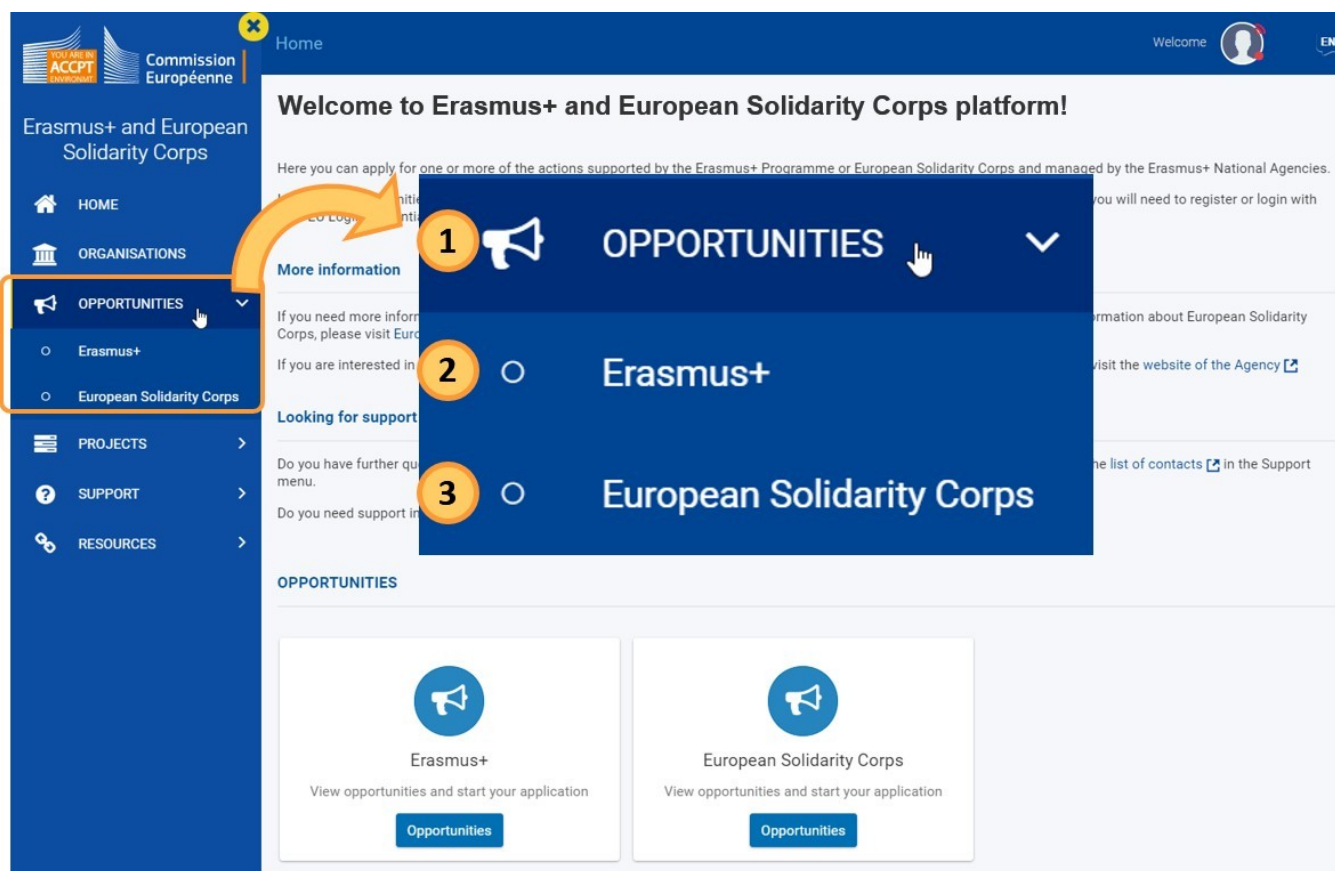 YOU ARE IN
ACCPT
ENVIRONMT
Commission
Européenne
Erasmus+ and European
Solidarity Corps
HOME
ORGANISATIONS
OPPORTUNITIES
Erasmus+
European Solidarity Corps
PROJECTS
SUPPORT
RESOURCES
Home
Welcome
EN
Welcome to Erasmus+ and European Solidarity Corps platform!
Here you can apply for one or more of the actions supported by the Erasmus+ Programme or European Solidarity Corps and managed by the Erasmus+ National Agencies.
you will need to register or login with
More information
If you need more
Corps, please visit
rmation about European Solidarity
If you are interested in
visit the website of the Agency
Looking for support
Do you have further
list of contacts in the Support
menu.
Do you need support
1 OPPORTUNITIES
2 Erasmus+
3 European Solidarity Corps
OPPORTUNITIES
Erasmus+
View opportunities and start your application
Opportunities
European Solidarity Corps
View opportunities and start your application
Opportunities